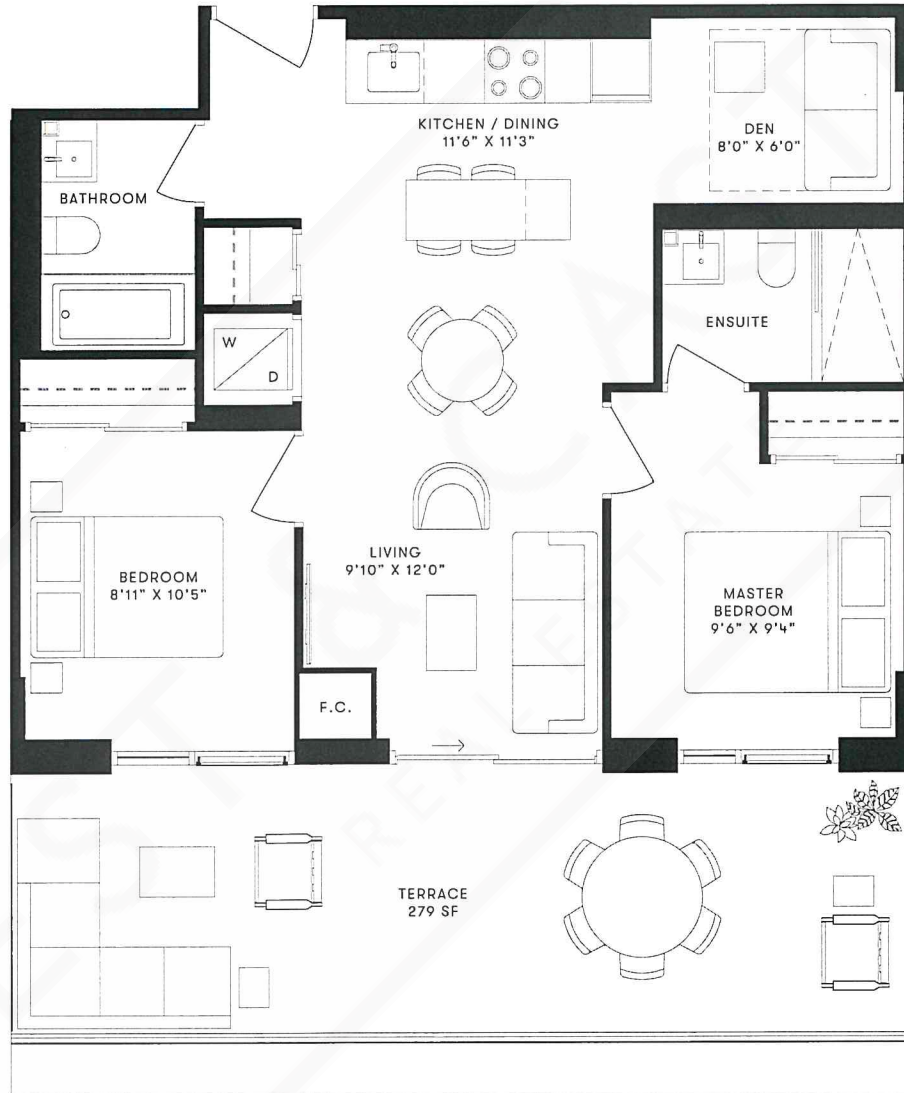 KITCHEN / DINING
11'6" X 11'3"
DEN
8'0" X 6'0"
BATHROOM
ENSUITE
W
D
LIVING
9'10" X 12'0"
BEDROOM
8'11" X 10'5"
MASTER
BEDROOM
9'6" X 9'4"
F.C.
TERRACE
279 SF